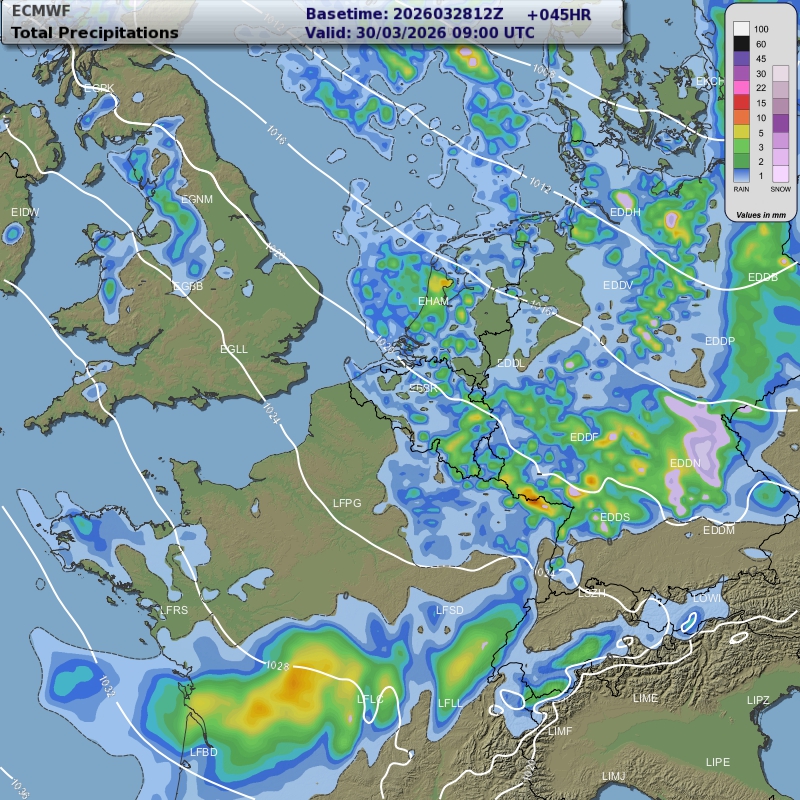 ECMWF
Basetime: 2026032812Z +045HR
Total Precipitations
Valid: 30/03/2026 09:00 UTC
100
60
45
30
22
15
10
5
3
2
1
RAIN SNOW
Values in mm
1008
EKCH
EGPK
1016
1012
EIDW
EGNM
EDDH
1020
EGBB
EDDV
EDDB
EHAM
EDDP
EGLL
EDDL
EBBR
1024
EDDF
EDDN
LFPG
EDDS
EDDM
1024
LSZH
LOWI
LFRS
LFSD
1028
1032
LFLC
LFLL
LIME
LIPZ
LIMF
LFBD
LIPE
LIMJ
1036